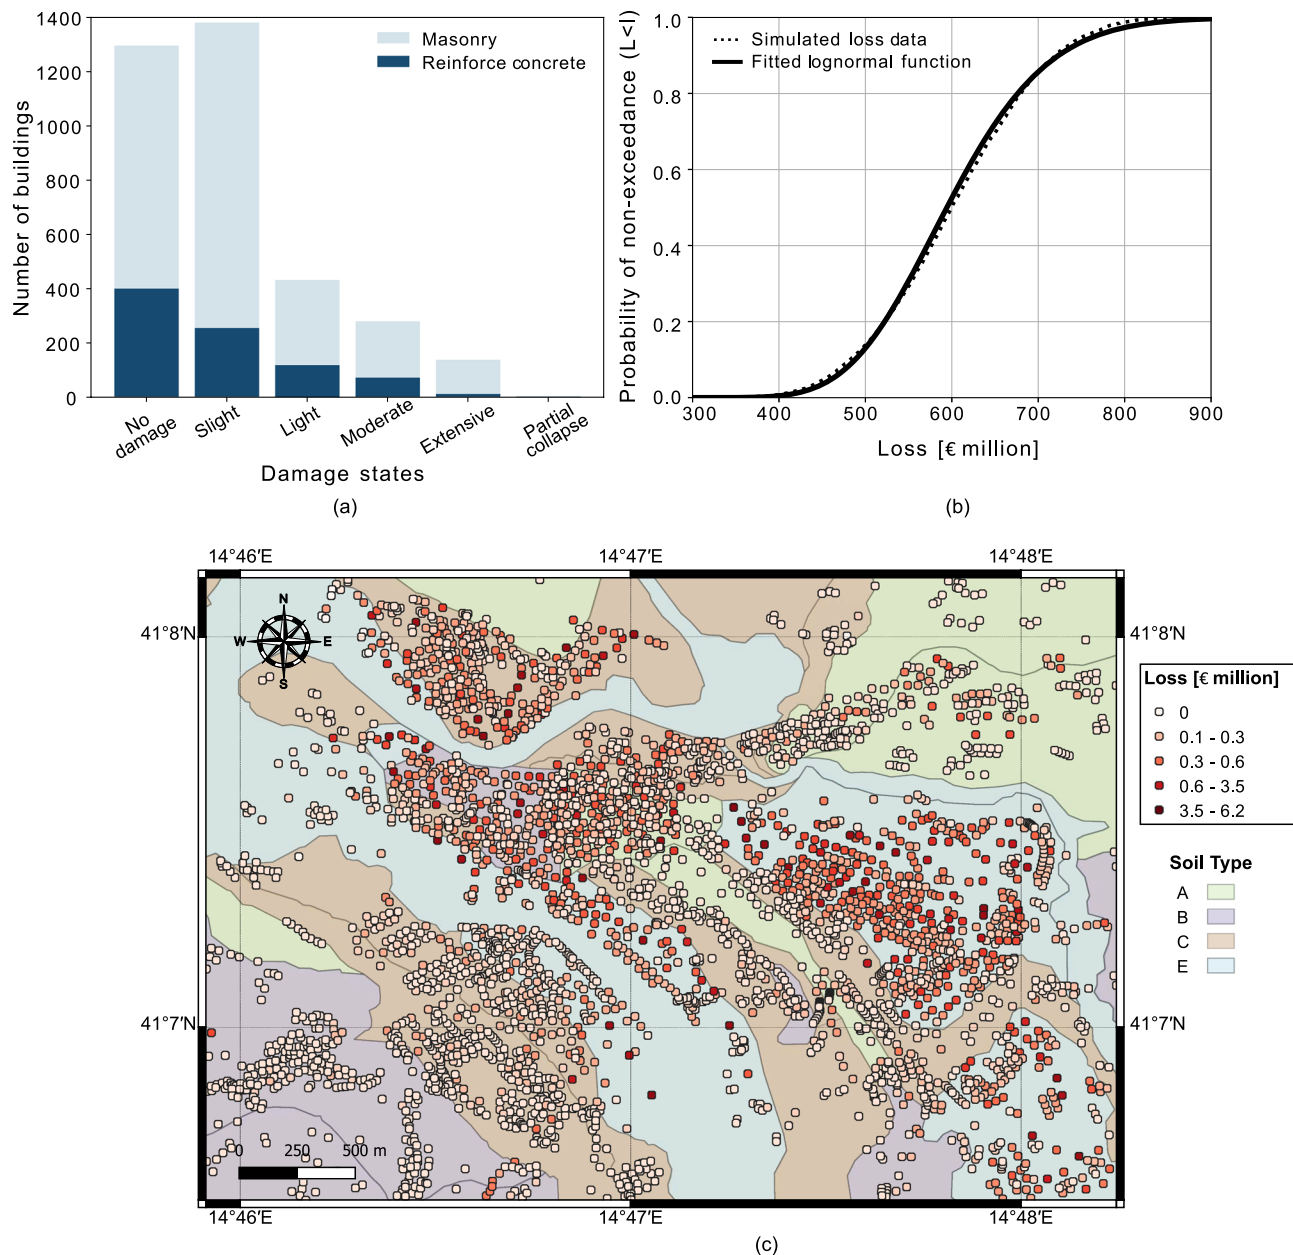 1400
1200
1000
800
600
400
200
0
Number of buildings
Masonry
Reinforce concrete
No damage
Slight
Light
Moderate
Extensive
Partial collapse
Damage states
(a)
1.0
0.8
0.6
0.4
0.2
0.0
Probability of non-exceedance (L<l)
Simulated loss data
Fitted lognormal function
300 400 500 600 700 800 900
Loss [€ million]
(b)
14°46′E 14°47′E 14°48′E
41°8′N 41°8′N
N
W E
S
Loss [€ million]
0
0.1 - 0.3
0.3 - 0.6
0.6 - 3.5
3.5 - 6.2
Soil Type
A
B
C
E
41°7′N 41°7′N
0 250 500 m
14°46′E 14°47′E 14°48′E
(c)